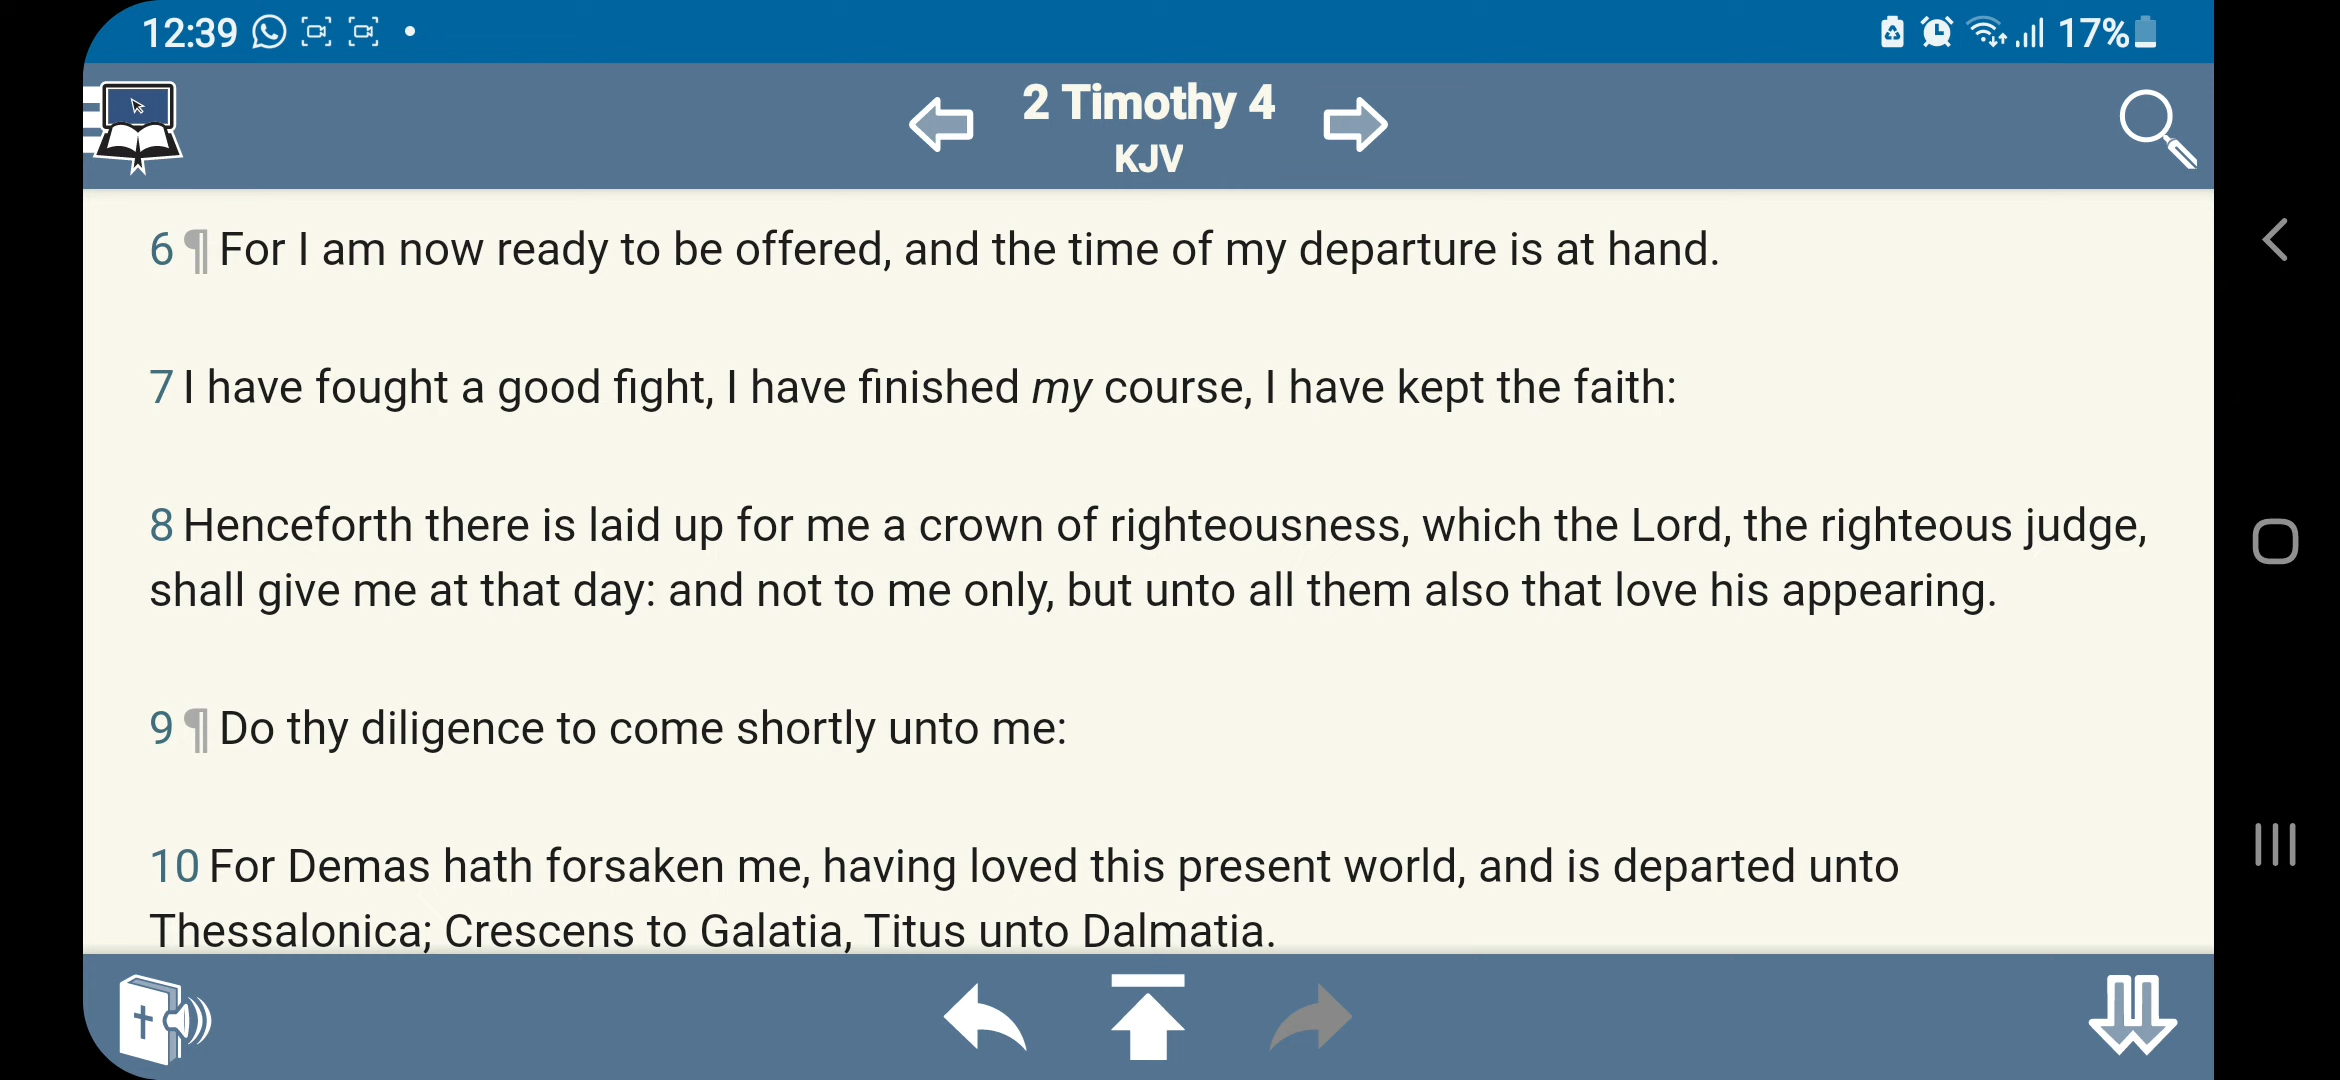 12:39 17%
2 Timothy 4
KJV
6 ¶ For I am now ready to be offered, and the time of my departure is at hand.
7 I have fought a good fight, I have finished my course, I have kept the faith:
8 Henceforth there is laid up for me a crown of righteousness, which the Lord, the righteous judge,
shall give me at that day: and not to me only, but unto all them also that love his appearing.
9 ¶ Do thy diligence to come shortly unto me:
10 For Demas hath forsaken me, having loved this present world, and is departed unto
Thessalonica; Crescens to Galatia, Titus unto Dalmatia.